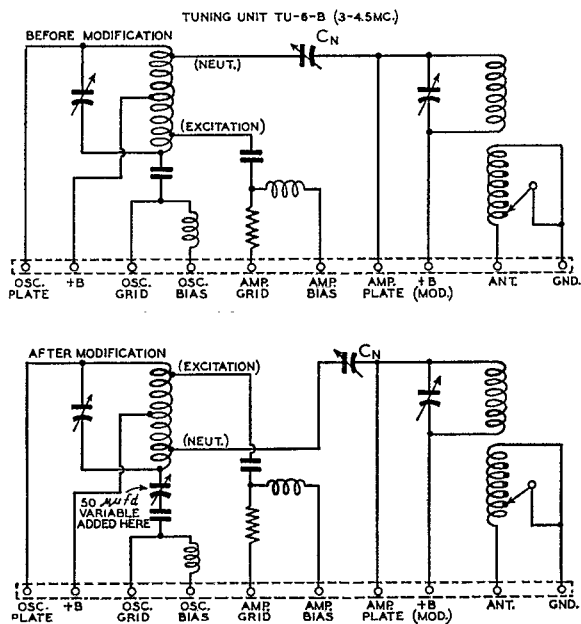 TUNING UNIT TU-6-B (3-4.5MC.)
BEFORE MODIFICATION
CN
(NEUT.)
(EXCITATION)
OSC. PLATE
+B
OSC. GRID
OSC. BIAS
AMP. GRID
AMP. BIAS
AMP. PLATE
+B (MOD.)
ANT.
GND.
AFTER MODIFICATION
(EXCITATION)
CN
(NEUT.)
50 μμfd
VARIABLE
ADDED HERE
OSC. PLATE
+B
OSC. GRID
OSC. BIAS
AMP. GRID
AMP. BIAS
AMP. PLATE
+B (MOD.)
ANT.
GND.